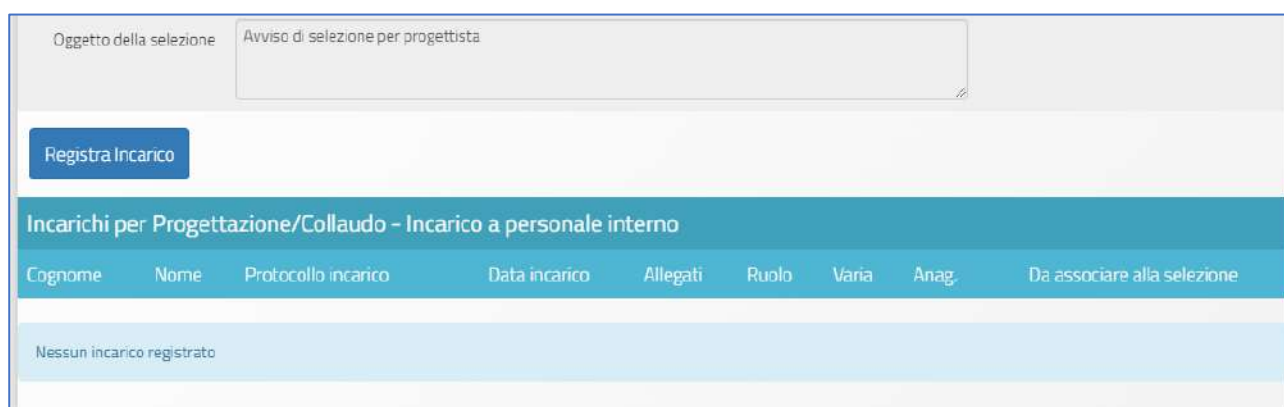 Oggetto della selezione Avviso di selezione per progettista
Registra Incarico
Incarichi per Progettazione/Collaudo - Incarico a personale interno
Cognome Nome Protocollo incarico Data incarico Allegati Ruolo Varia Anag. Da associare alla selezione
Nessun incarico registrato